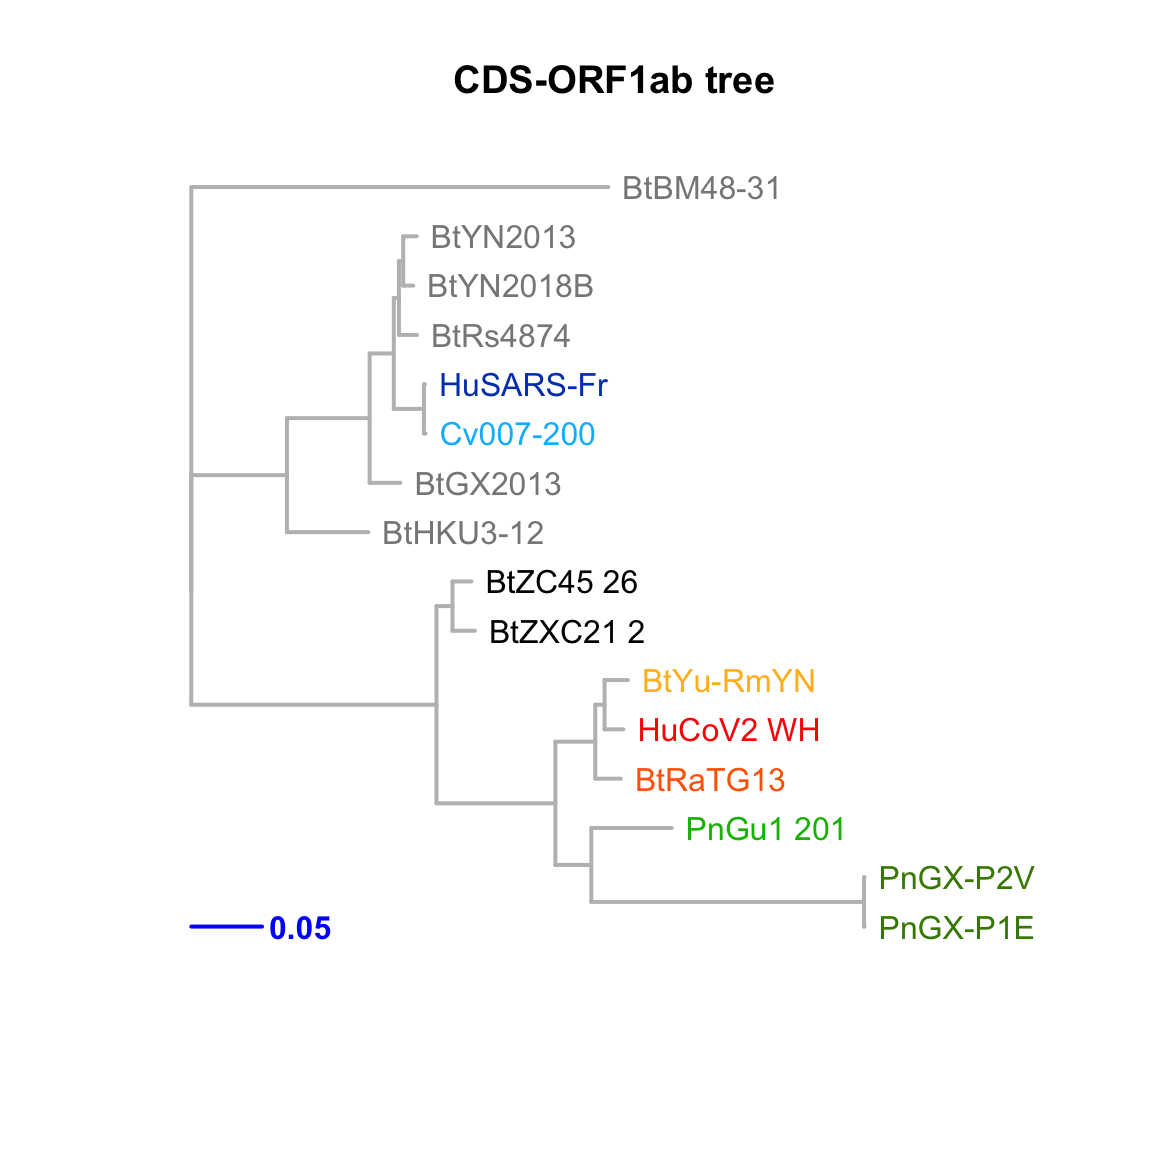 CDS-ORF1ab tree
BtBM48-31
BtYN2013
BtYN2018B
BtRs4874
HuSARS-Fr
Cv007-200
BtGX2013
BtHKU3-12
BtZC45 26
BtZXC21 2
BtYu-RmYN
HuCoV2 WH
BtRaTG13
PnGu1 201
PnGX-P2V
PnGX-P1E
0.05